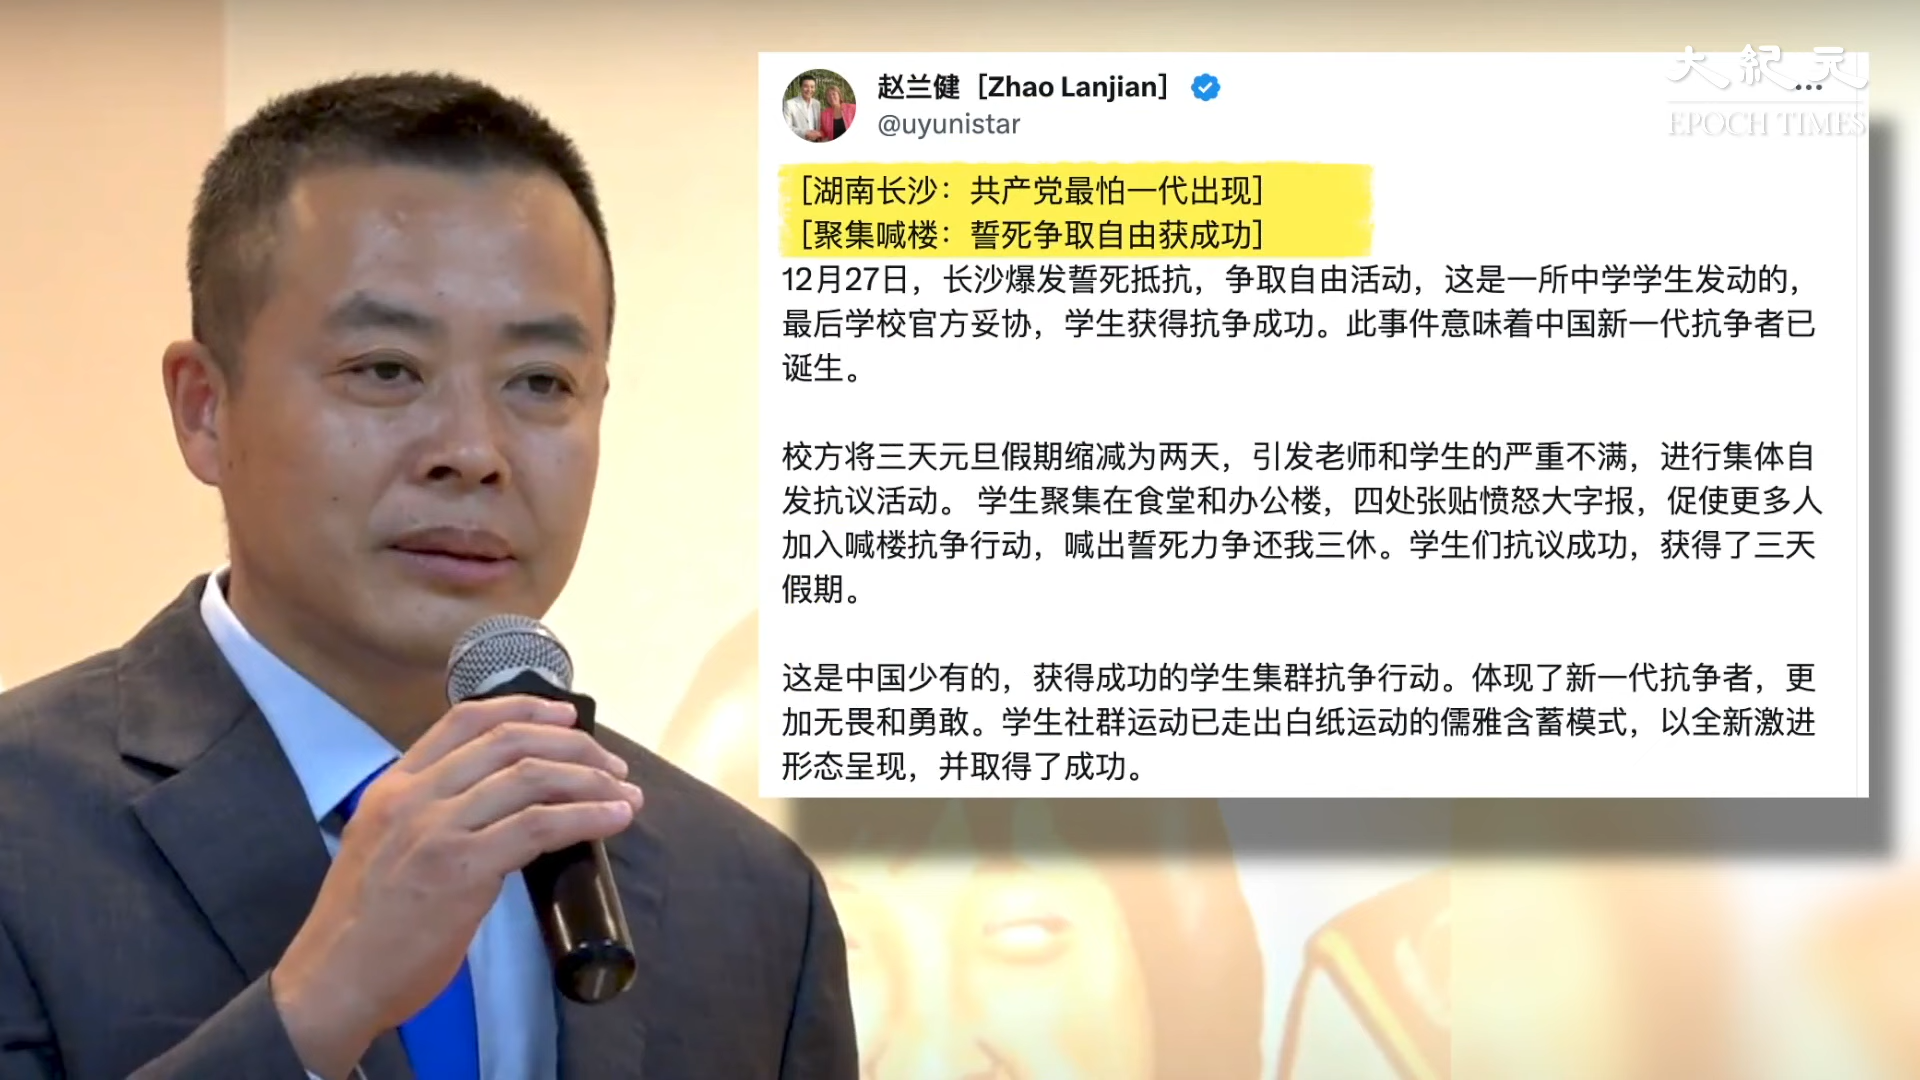 大紀元
EPOCH TIMES
赵兰健［Zhao Lanjian］
@uyunistar
［湖南长沙：共产党最怕一代出现］
［聚集喊楼：誓死争取自由获成功］
12月27日，长沙爆发誓死抵抗，争取自由活动，这是一所中学学生发动的，
最后学校官方妥协，学生获得抗争成功。此事件意味着中国新一代抗争者已
诞生。
校方将三天元旦假期缩减为两天，引发老师和学生的严重不满，进行集体自
发抗议活动。 学生聚集在食堂和办公楼，四处张贴愤怒大字报，促使更多人
加入喊楼抗争行动，喊出誓死力争还我三休。学生们抗议成功，获得了三天
假期。
这是中国少有的，获得成功的学生集群抗争行动。体现了新一代抗争者，更
加无畏和勇敢。学生社群运动已走出白纸运动的儒雅含蓄模式，以全新激进
形态呈现，并取得了成功。